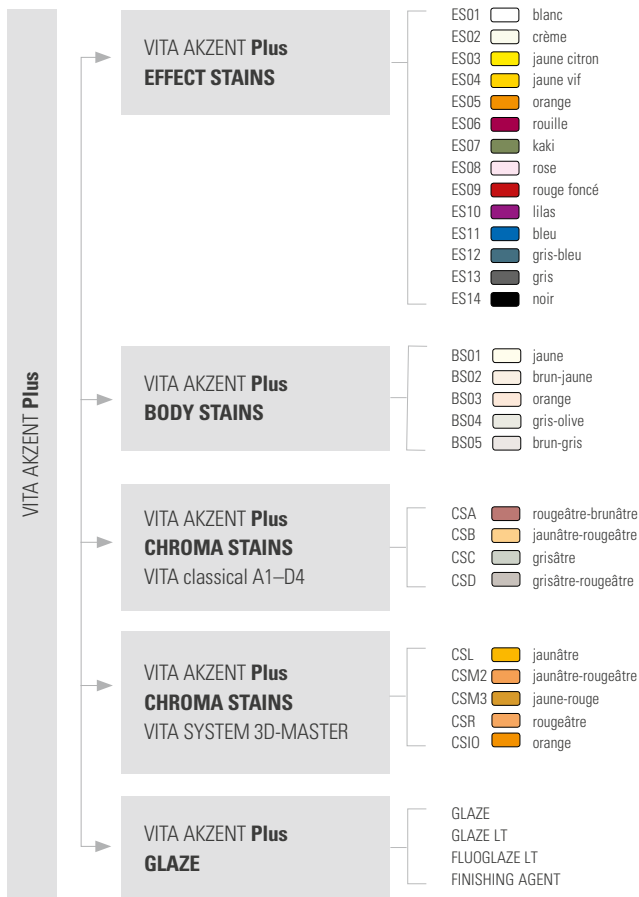 VITA AKZENT Plus
VITA AKZENT Plus
EFFECT STAINS
ES01 blanc
ES02 crème
ES03 jaune citron
ES04 jaune vif
ES05 orange
ES06 rouille
ES07 kaki
ES08 rose
ES09 rouge foncé
ES10 lilas
ES11 bleu
ES12 gris-bleu
ES13 gris
ES14 noir
VITA AKZENT Plus
BODY STAINS
BS01 jaune
BS02 brun-jaune
BS03 orange
BS04 gris-olive
BS05 brun-gris
VITA AKZENT Plus
CHROMA STAINS
VITA classical A1–D4
CSA rougeâtre-brunâtre
CSB jaunâtre-rougeâtre
CSC grisâtre
CSD grisâtre-rougeâtre
VITA AKZENT Plus
CHROMA STAINS
VITA SYSTEM 3D-MASTER
CSL jaunâtre
CSM2 jaunâtre-rougeâtre
CSM3 jaune-rouge
CSR rougeâtre
CSIO orange
VITA AKZENT Plus
GLAZE
GLAZE
GLAZE LT
FLUOGLAZE LT
FINISHING AGENT